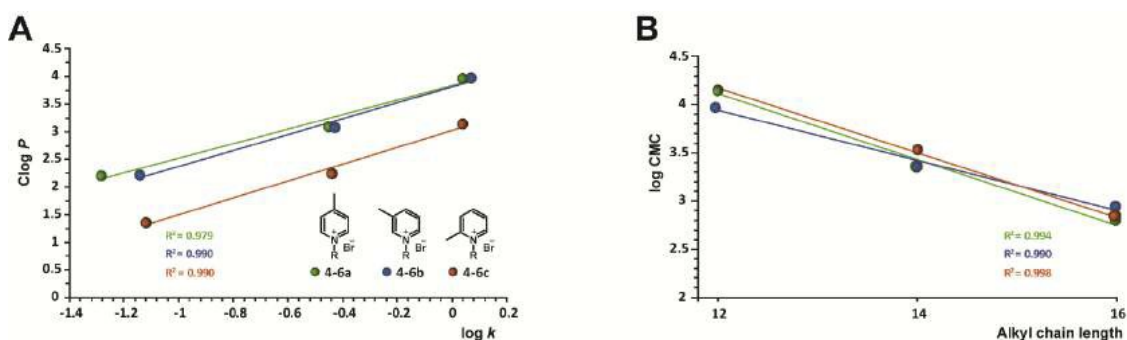 A
Clog P
4.5
4
3.5
3
2.5
2
1.5
1
0.5
0
-1.4 -1.2 -1 -0.8 -0.6 -0.4 -0.2 0 0.2
log k
R² = 0.979
R² = 0.990
R² = 0.990
N + Br − R
N + Br − R
N + Br − R
4-6a 4-6b 4-6c
B
log CMC
4.5
4
3.5
3
2.5
2
12 14 16
Alkyl chain length
R² = 0.994
R² = 0.990
R² = 0.998